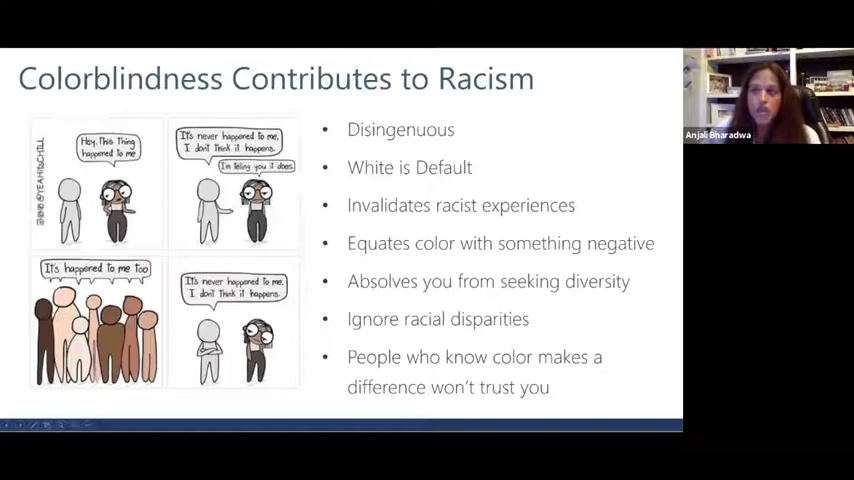 Colorblindness Contributes to Racism
Hey, This thing
happened to me
It's never happened to me,
I don't think it happens.
I'm telling you it does.
It's happened to me too
It's never happened to me.
I don't think it happens.
• Disingenuous
• White is Default
• Invalidates racist experiences
• Equates color with something negative
• Absolves you from seeking diversity
• Ignore racial disparities
• People who know color makes a
difference won't trust you
Anjali Bharadwa